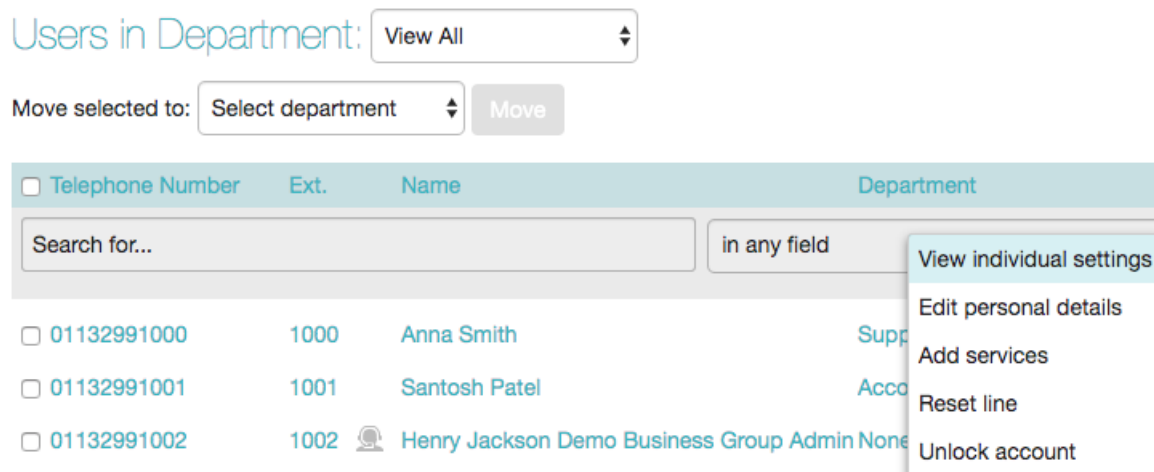 Users in Department: View All
Move selected to: Select department Move
Telephone Number Ext. Name Department
Search for... in any field
View individual settings
Edit personal details
01132991000 1000 Anna Smith Supp
Add services
01132991001 1001 Santosh Patel Acco
Reset line
01132991002 1002 Henry Jackson Demo Business Group Admin None
Unlock account